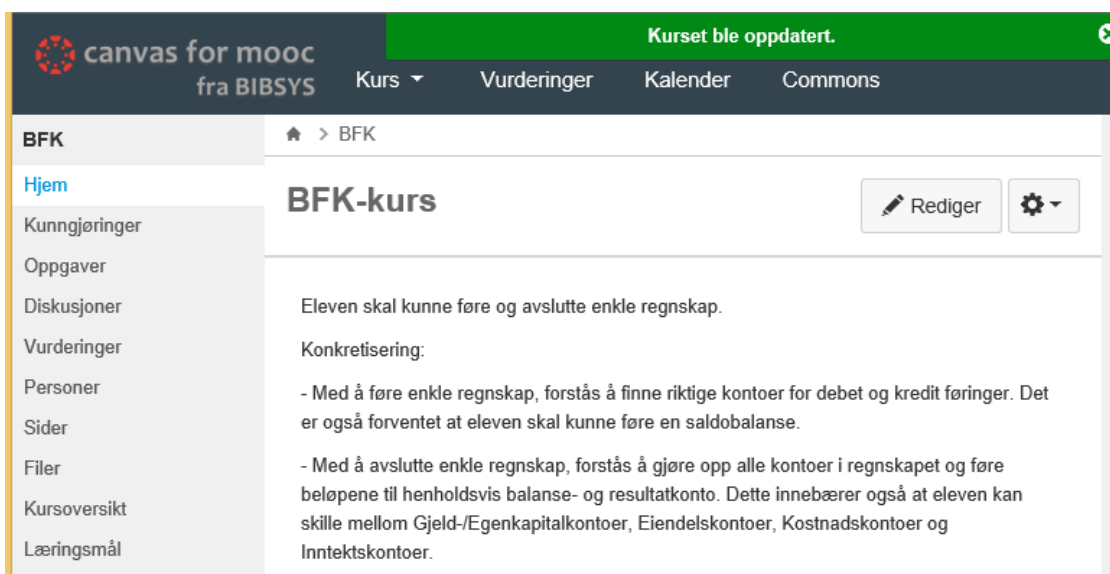 Kurset ble oppdatert.
canvas for mooc
fra BIBSYS
Kurs
Vurderinger
Kalender
Commons
BFK
> BFK
Hjem
Kunngjøringer
Oppgaver
Diskusjoner
Vurderinger
Personer
Sider
Filer
Kursoversikt
Læringsmål
BFK-kurs
Rediger
Eleven skal kunne føre og avslutte enkle regnskap.
Konkretisering:
- Med å føre enkle regnskap, forstås å finne riktige kontoer for debet og kredit føringer. Det
er også forventet at eleven skal kunne føre en saldobalanse.
- Med å avslutte enkle regnskap, forstås å gjøre opp alle kontoer i regnskapet og føre
beløpene til henholdsvis balanse- og resultatkonto. Dette innebærer også at eleven kan
skille mellom Gjeld-/Egenkapitalkontoer, Eiendelskontoer, Kostnadskontoer og
Inntektskontoer.